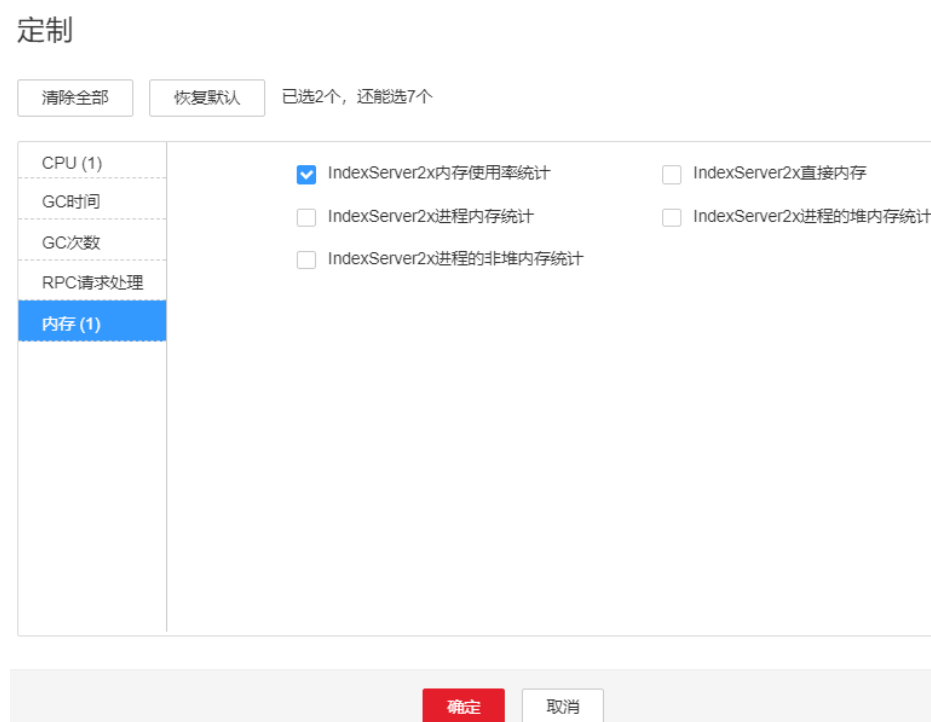 定制
清除全部 恢复默认 已选2个，还能选7个
CPU (1)
GC时间
GC次数
RPC请求处理
内存 (1)
IndexServer2x内存使用率统计 IndexServer2x直接内存
IndexServer2x进程内存统计 IndexServer2x进程的堆内存统计
IndexServer2x进程的非堆内存统计
确定 取消